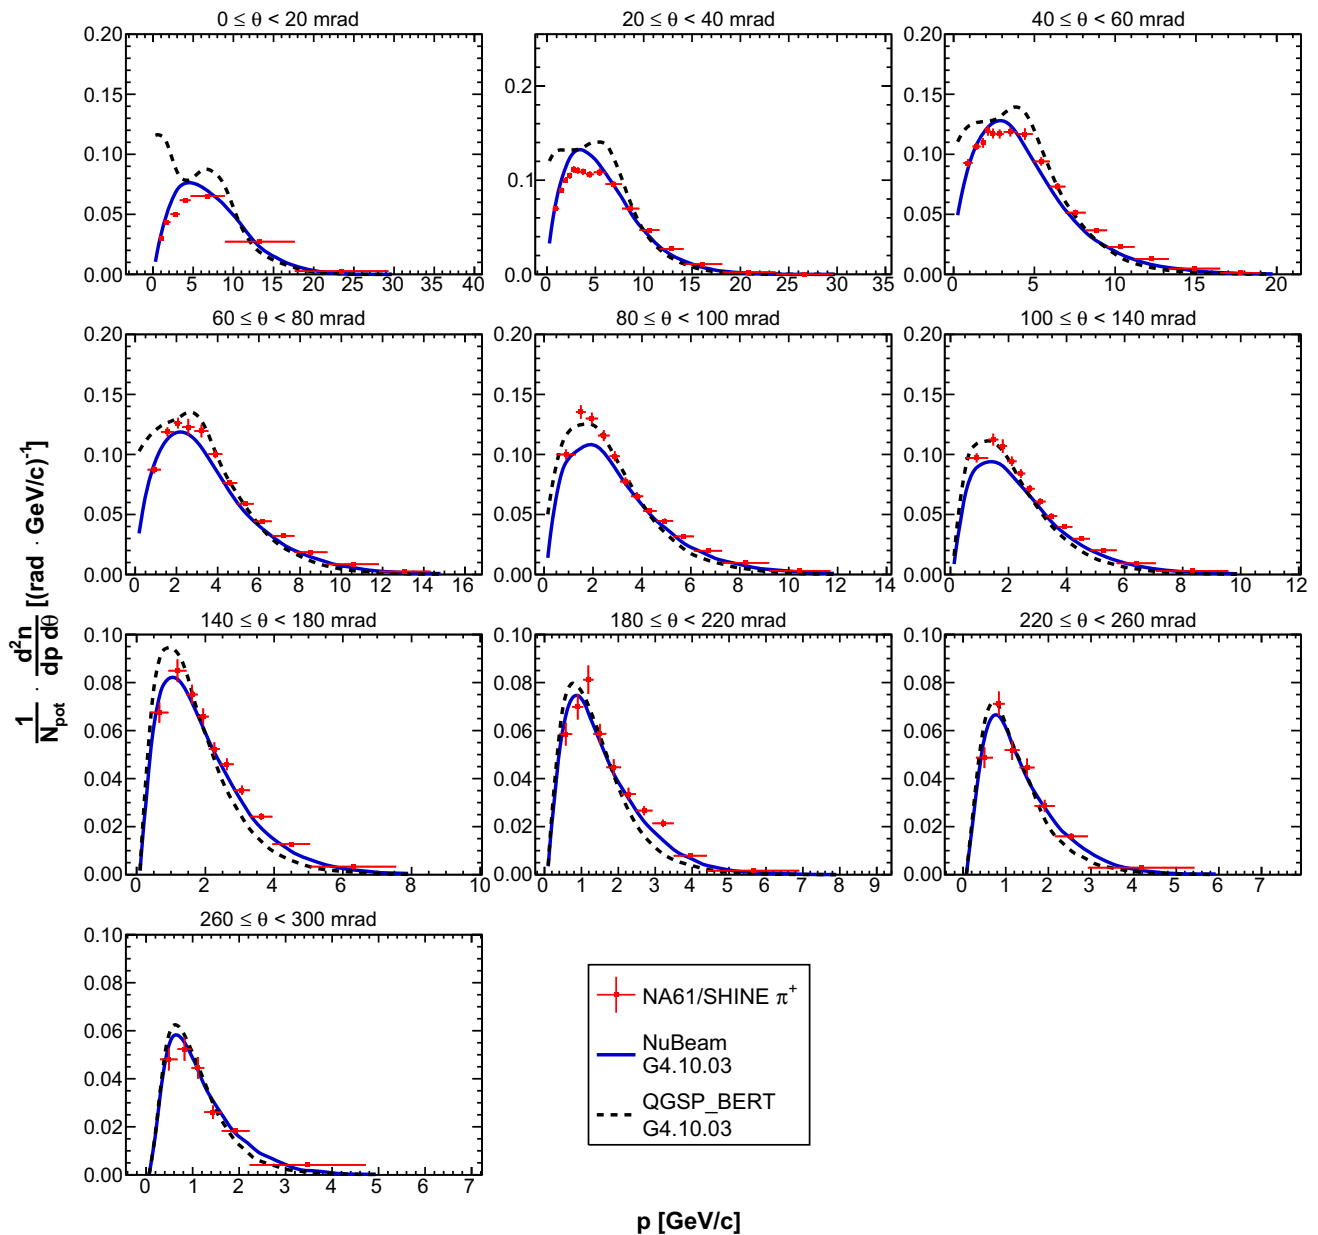 0 ≤ θ < 20 mrad
0.20
0.15
0.10
0.05
0.00
0 5 10 15 20 25 30 35 40
20 ≤ θ < 40 mrad
0.2
0.1
0.0
0 5 10 15 20 25 30 35
40 ≤ θ < 60 mrad
0.20
0.15
0.10
0.05
0.00
0 5 10 15 20
60 ≤ θ < 80 mrad
0.20
0.15
0.10
0.05
0.00
0 2 4 6 8 10 12 14 16
80 ≤ θ < 100 mrad
0.20
0.15
0.10
0.05
0.00
0 2 4 6 8 10 12 14
100 ≤ θ < 140 mrad
0.20
0.15
0.10
0.05
0.00
0 2 4 6 8 10 12
140 ≤ θ < 180 mrad
0.10
0.08
0.06
0.04
0.02
0.00
0 2 4 6 8 10
180 ≤ θ < 220 mrad
0.10
0.08
0.06
0.04
0.02
0.00
0 1 2 3 4 5 6 7 8 9
220 ≤ θ < 260 mrad
0.10
0.08
0.06
0.04
0.02
0.00
0 1 2 3 4 5 6 7
260 ≤ θ < 300 mrad
0.10
0.08
0.06
0.04
0.02
0.00
0 1 2 3 4 5 6 7
1/N_pot · d²n/dp dθ [(rad · GeV/c)⁻¹]
NA61/SHINE π⁺
NuBeam
G4.10.03
QGSP_BERT
G4.10.03
p [GeV/c]